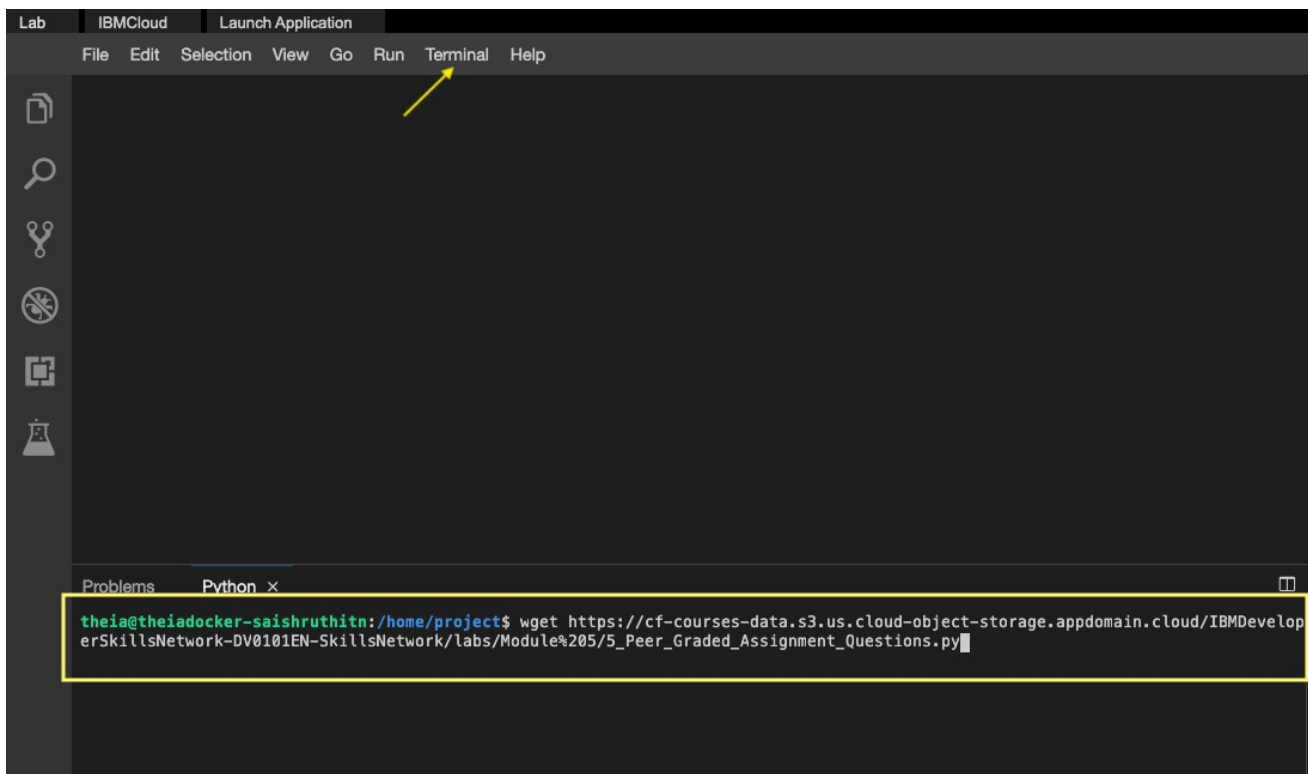 Lab IBMCloud Launch Application
File Edit Selection View Go Run Terminal Help
Problems Python ×
theia@theiadocker-saishruthitn:/home/project$ wget https://cf-courses-data.s3.us.cloud-object-storage.appdomain.cloud/IBMDevelop
erSkillsNetwork-DV0101EN-SkillsNetwork/labs/Module%205/5_Peer_Graded_Assignment_Questions.py